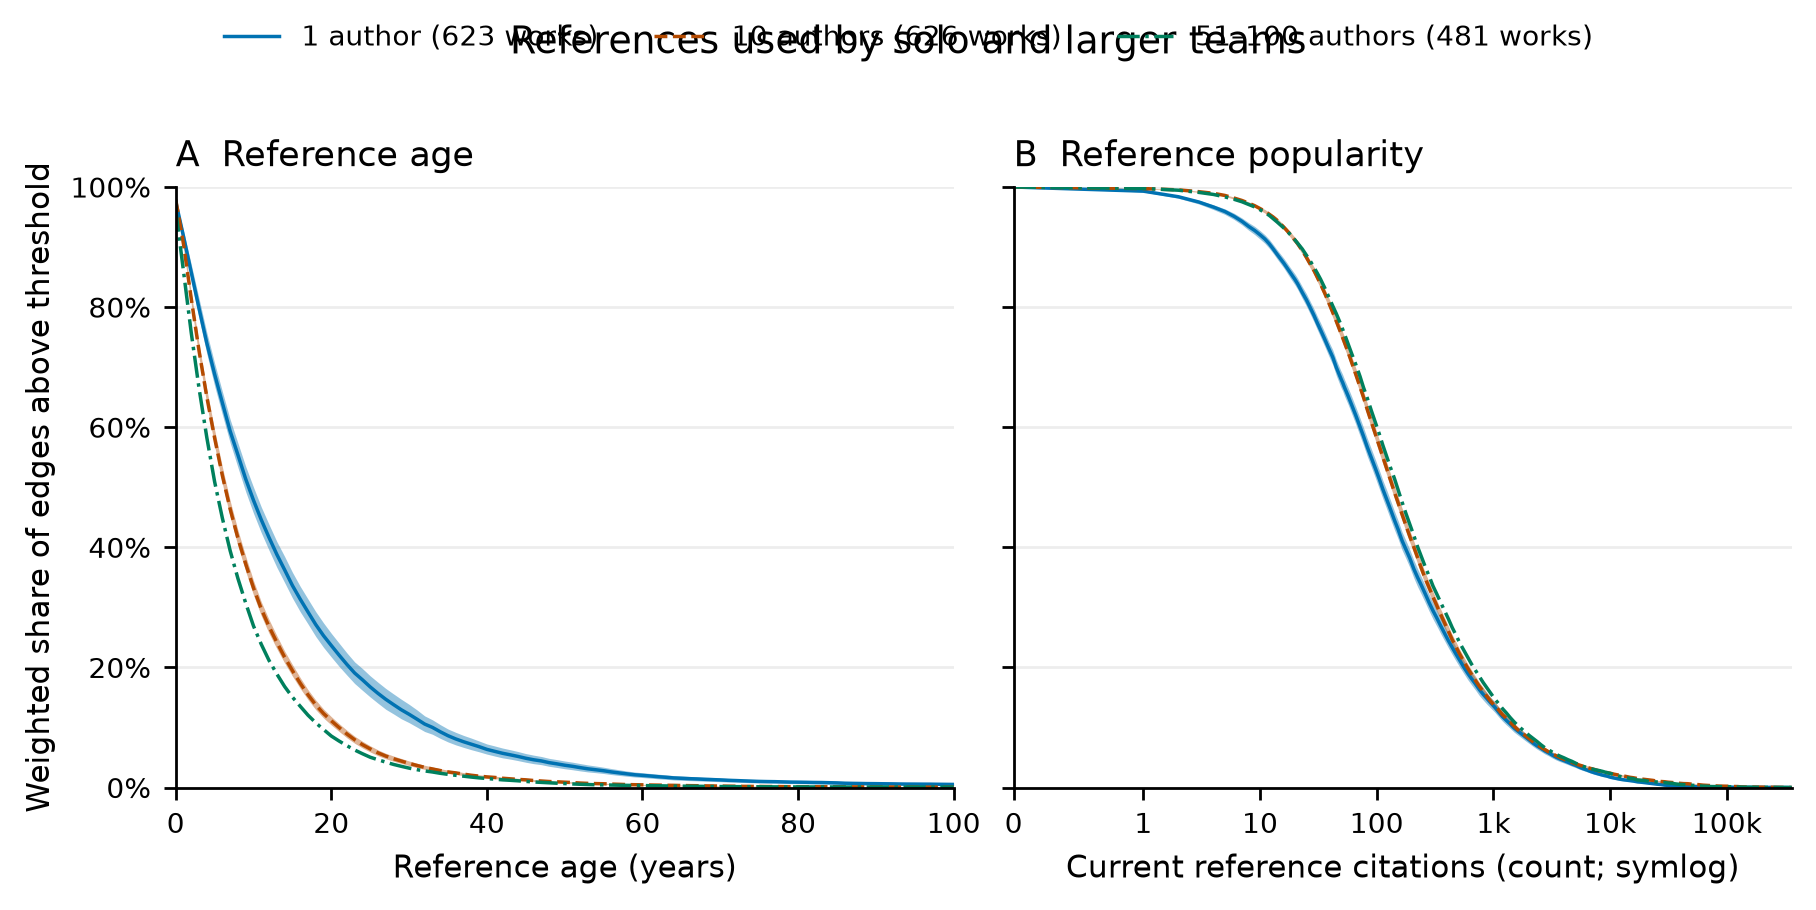 References used by solo and larger teams
1 author (623 works)
10 authors (626 works)
51–100 authors (481 works)
A Reference age
B Reference popularity
Weighted share of edges above threshold
100%
80%
60%
40%
20%
0%
0 20 40 60 80 100
0 1 10 100 1k 10k 100k
Reference age (years)
Current reference citations (count; symlog)